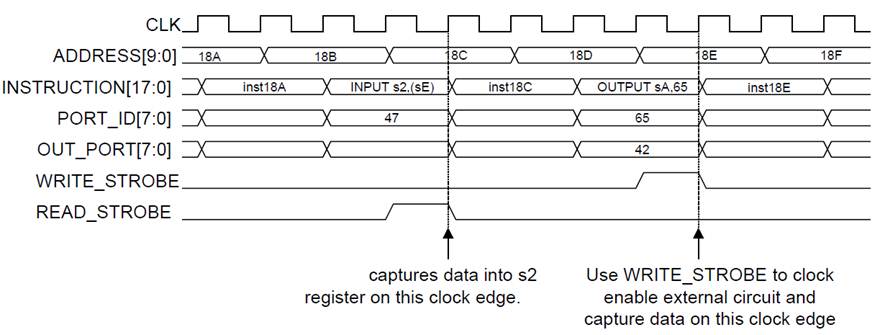 CLK
ADDRESS[9:0] 18A 18B 18C 18D 18E 18F
INSTRUCTION[17:0] inst18A INPUT s2,(sE) inst18C OUTPUT sA,65 inst18E
PORT_ID[7:0] 47 65
OUT_PORT[7:0] 42
WRITE_STROBE
READ_STROBE
captures data into s2
register on this clock edge.
Use WRITE_STROBE to clock
enable external circuit and
capture data on this clock edge